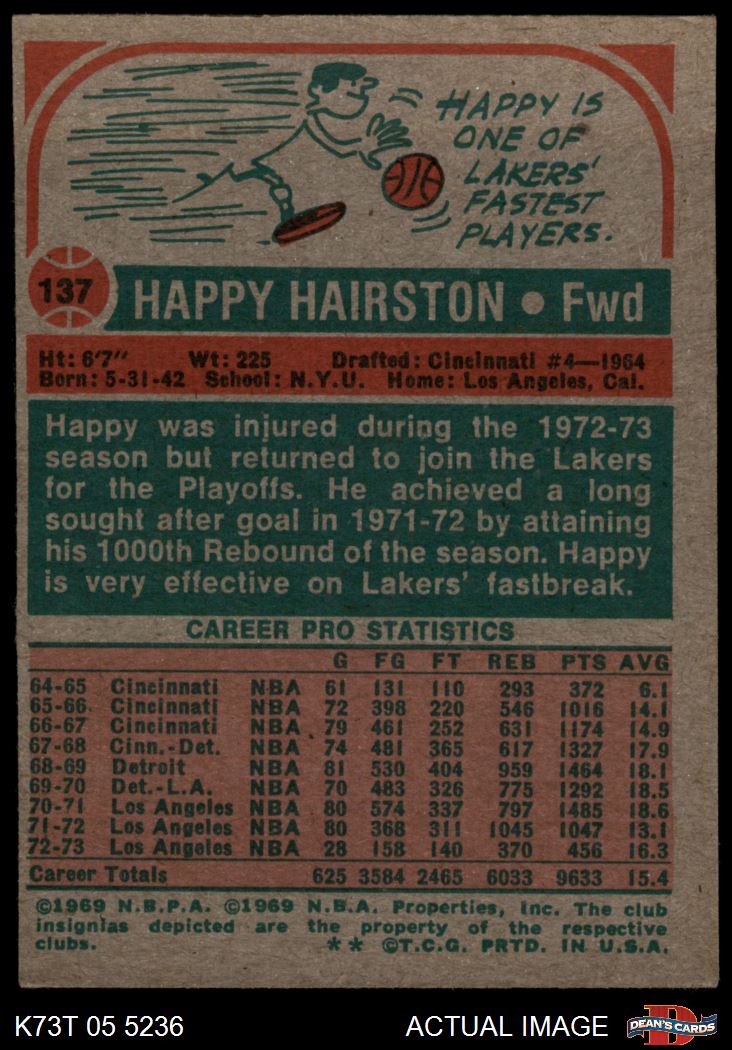 HAPPY IS
ONE OF
LAKERS'
FASTEST
PLAYERS.
137
HAPPY HAIRSTON • Fwd
Ht: 6'7" Wt: 225 Drafted: Cincinnati #4—1964
Born: 5-31-42 School: N.Y.U. Home: Los Angeles, Cal.
Happy was injured during the 1972-73
season but returned to join the Lakers
for the Playoffs. He achieved a long
sought after goal in 1971-72 by attaining
his 1000th Rebound of the season. Happy
is very effective on Lakers' fastbreak.
CAREER PRO STATISTICS
G FG FT REB PTS AVG
64-65 Cincinnati NBA 61 131 110 293 372 6.1
65-66 Cincinnati NBA 72 398 220 546 1016 14.1
66-67 Cincinnati NBA 79 461 252 631 1174 14.9
67-68 Cinn.-Det. NBA 74 481 365 617 1327 17.9
68-69 Detroit NBA 81 530 404 959 1464 18.1
69-70 Det.-L.A. NBA 70 483 326 775 1292 18.5
70-71 Los Angeles NBA 80 574 337 797 1485 18.6
71-72 Los Angeles NBA 80 368 311 1045 1047 13.1
72-73 Los Angeles NBA 28 158 140 370 456 16.3
Career Totals 625 3584 2465 6033 9633 15.4
©1969 N.B.P.A. ©1969 N.B.A. Properties, Inc. The club
insignias depicted are the property of the respective
clubs. ** ©T.C.G. PRTD. IN U.S.A.
K73T 05 5236 ACTUAL IMAGE DEAN'S CARDS